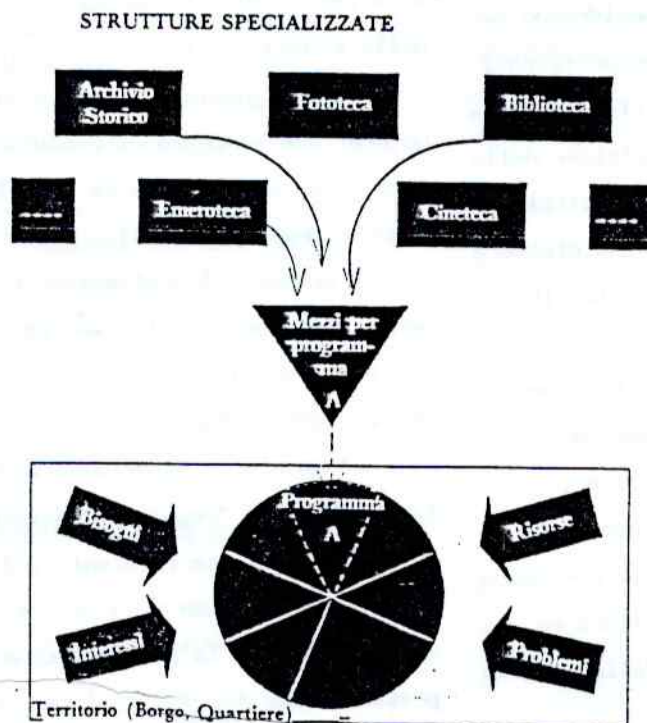 STRUTTURE SPECIALIZZATE
Archivio
Storico
Fototeca
Biblioteca
----
Emeroteca
Cineteca
----
Mezzi per
program-
ma
A
Programma
A
Bisogni
Risorse
Interessi
Problemi
Territorio (Borgo, Quartiere)